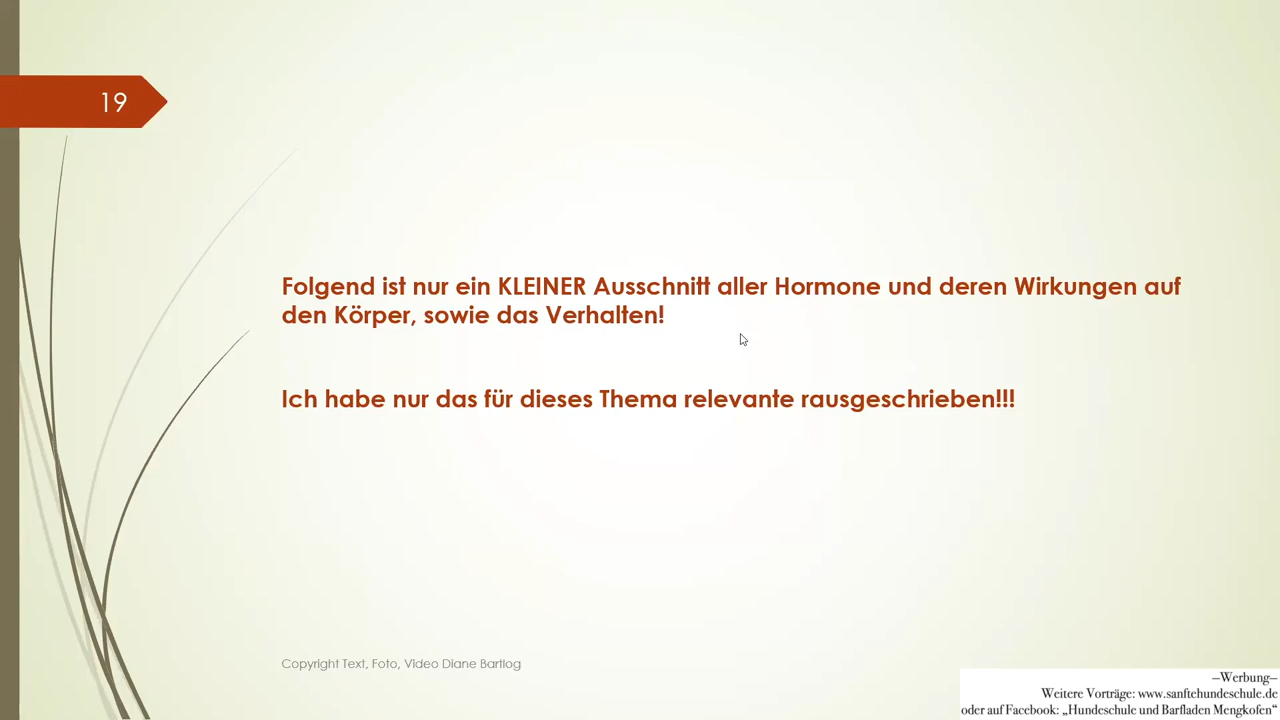 19
Folgend ist nur ein KLEINER Ausschnitt aller Hormone und deren Wirkungen auf
den Körper, sowie das Verhalten!
Ich habe nur das für dieses Thema relevante rausgeschrieben!!!
Copyright Text, Foto, Video Diane Bartlog
—Werbung—
Weitere Vorträge: www.sanftehundeschule.de
oder auf Facebook: „Hundeschule und Barfladen Mengkofen“